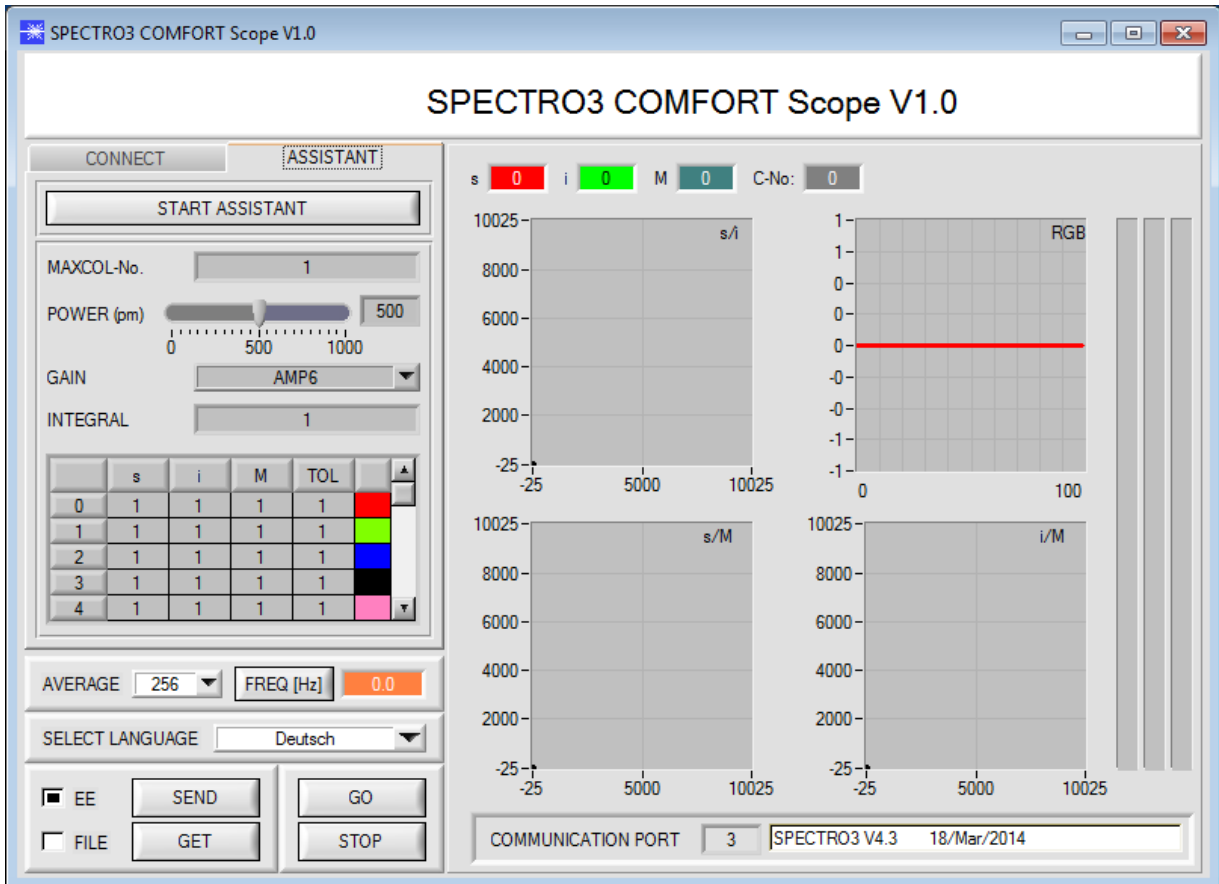 SPECTRO3 COMFORT Scope V1.0
SPECTRO3 COMFORT Scope V1.0
CONNECT ASSISTANT
START ASSISTANT
MAXCOL-No. 1
POWER (pm) 500
0 500 1000
GAIN AMP6
INTEGRAL 1
s i M TOL
0 1 1 1 1
1 1 1 1 1
2 1 1 1 1
3 1 1 1 1
4 1 1 1 1
AVERAGE 256 FREQ [Hz] 0.0
SELECT LANGUAGE Deutsch
EE SEND GO
FILE GET STOP
s 0 i 0 M 0 C-No: 0
s/i
10025
8000
6000
4000
2000
-25
-25 5000 10025
RGB
1
1
0
0
0
-0
-0
-1
-1
0 100
s/M
10025
8000
6000
4000
2000
-25
-25 5000 10025
i/M
10025
8000
6000
4000
2000
-25
-25 5000 10025
COMMUNICATION PORT 3 SPECTRO3 V4.3 18/Mar/2014